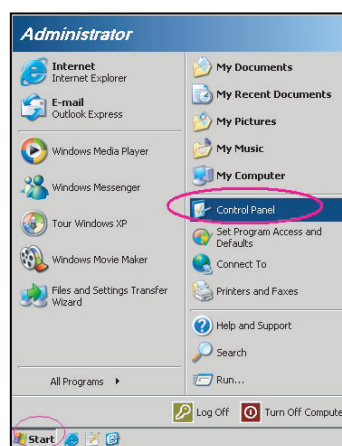 Administrator
Internet
Internet Explorer
E-mail
Outlook Express
Windows Media Player
Windows Messenger
Tour Windows XP
Windows Movie Maker
Files and Settings Transfer
Wizard
All Programs
My Documents
My Recent Documents
My Pictures
My Music
My Computer
Control Panel
Set Program Access and
Defaults
Connect To
Printers and Faxes
Help and Support
Search
Run...
Log Off
Turn Off Compute
Start